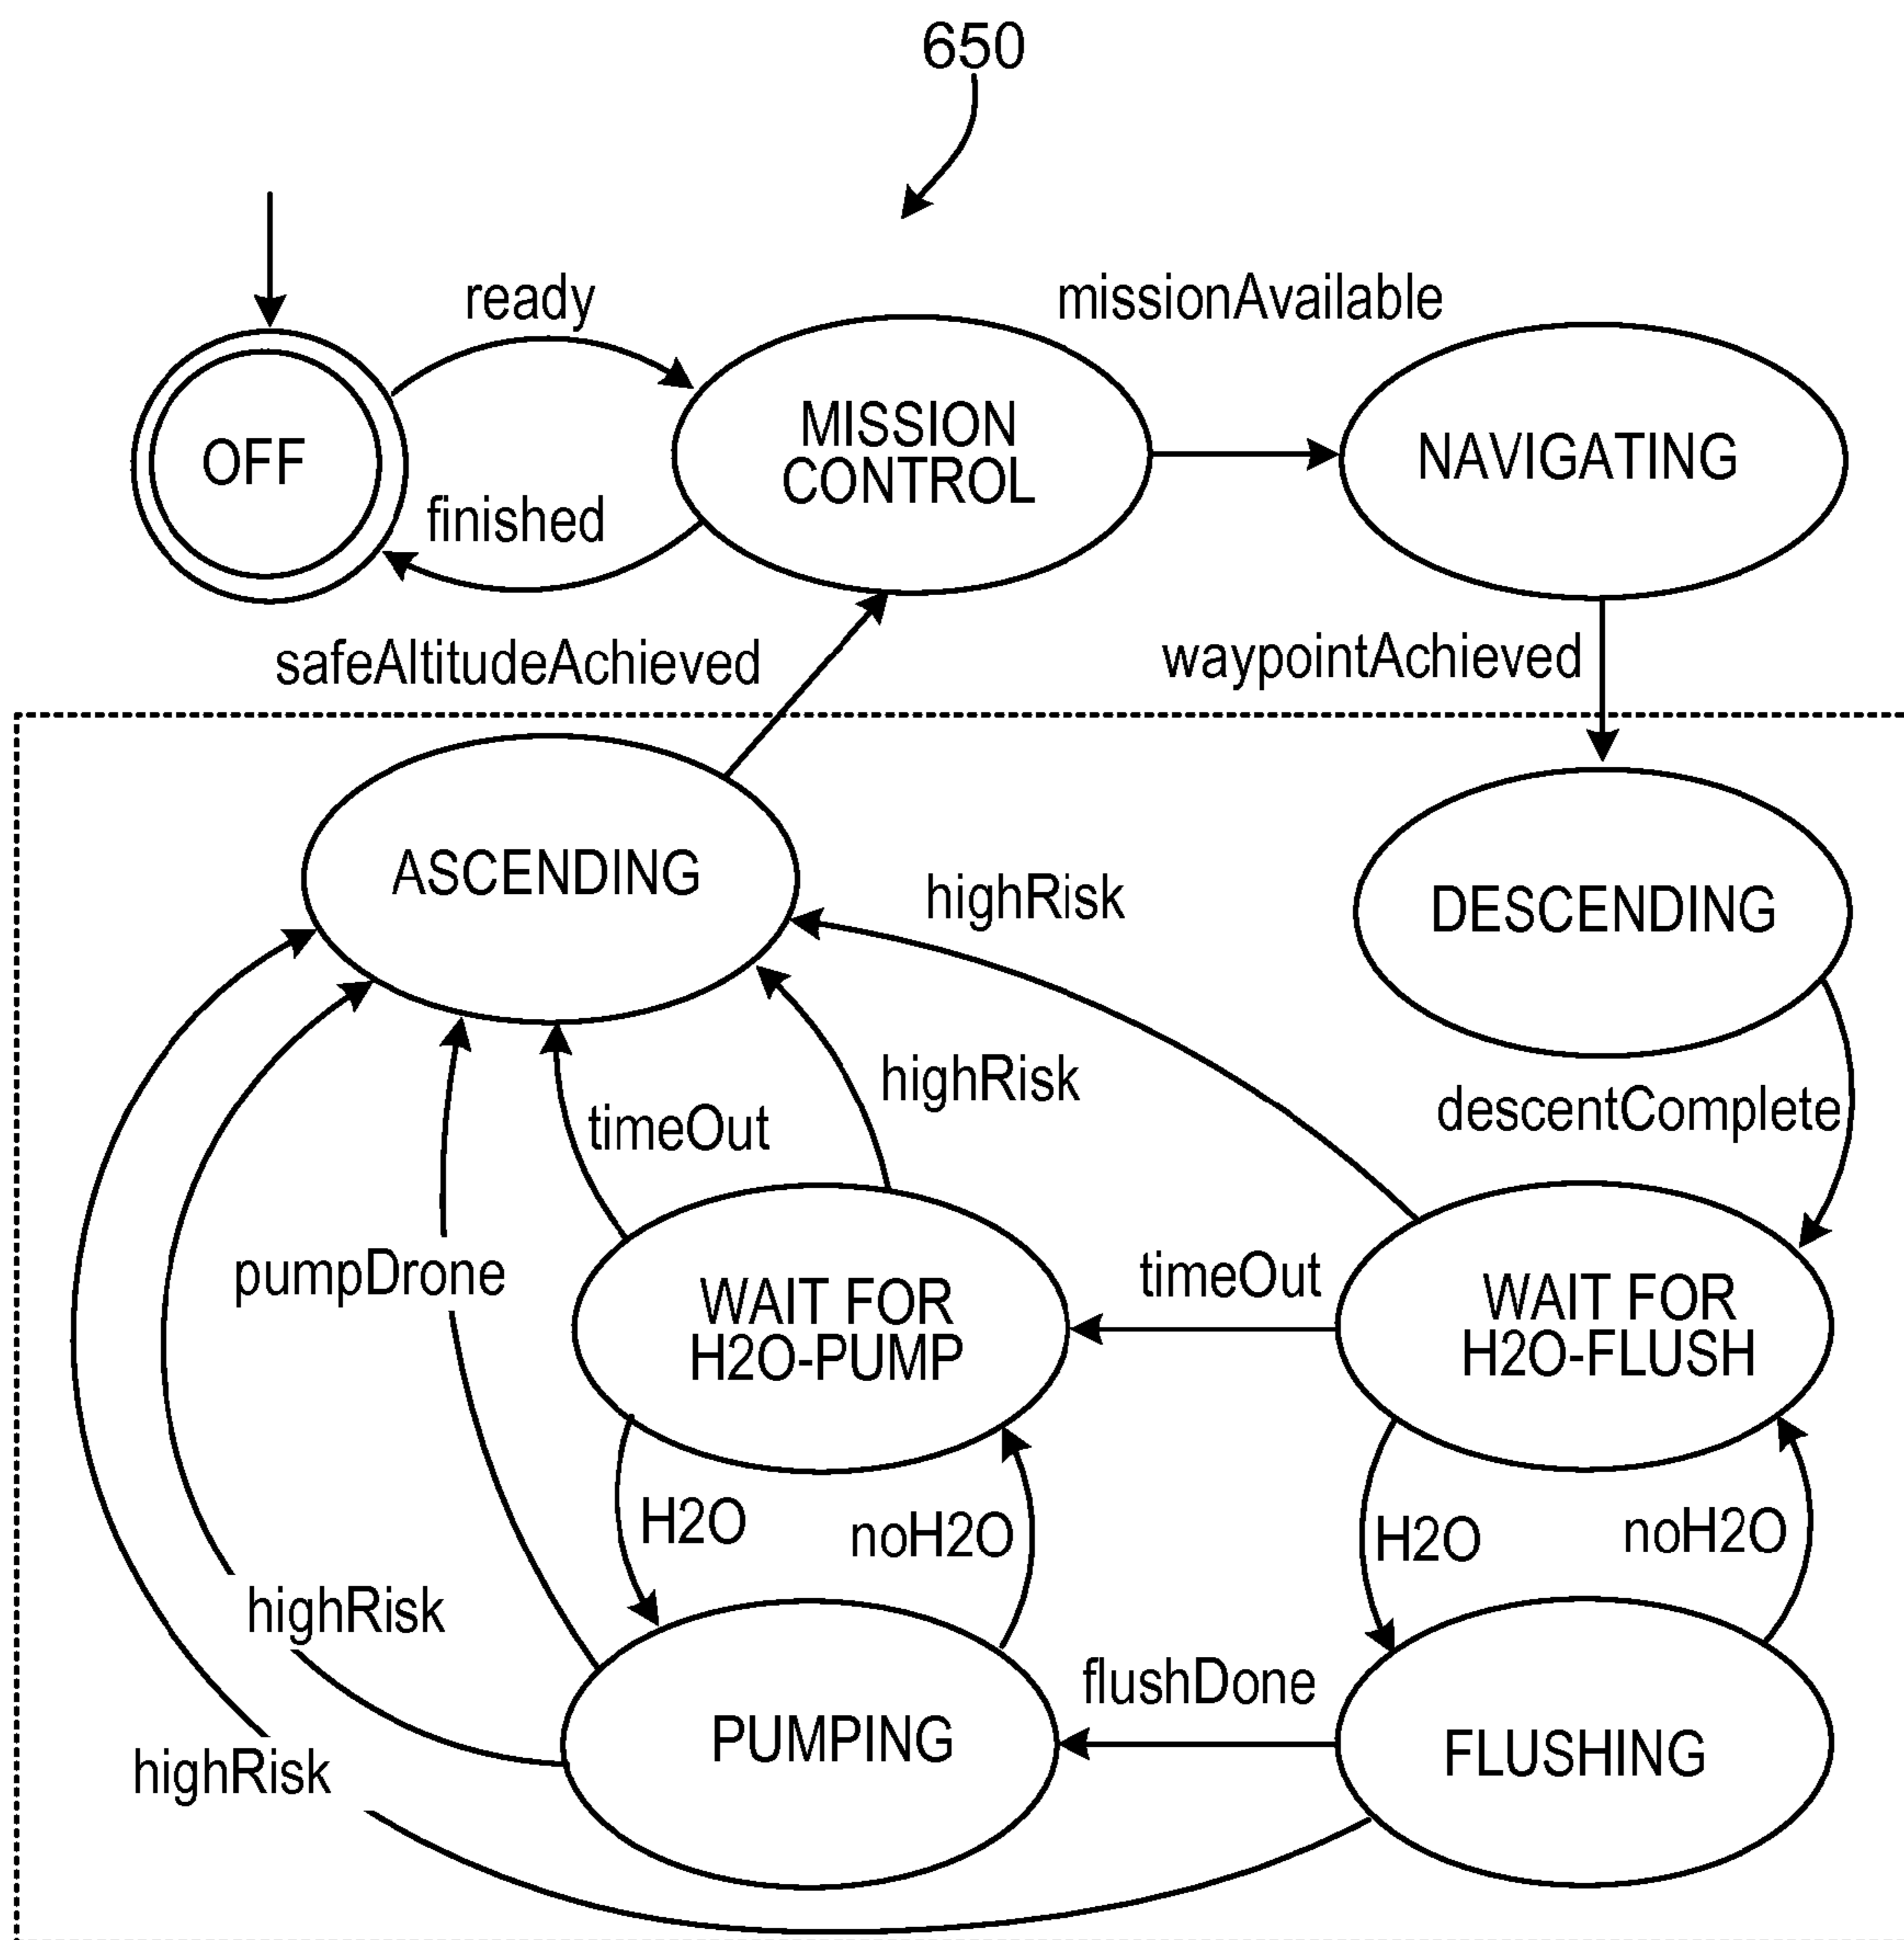 650
ready
missionAvailable
OFF
MISSION
CONTROL
NAVIGATING
finished
safeAltitudeAchieved
waypointAchieved
ASCENDING
highRisk
DESCENDING
highRisk
timeOut
descentComplete
pumpDrone
timeOut
WAIT FOR
H2O-PUMP
WAIT FOR
H2O-FLUSH
H2O
noH2O
H2O
noH2O
highRisk
flushDone
PUMPING
FLUSHING
highRisk